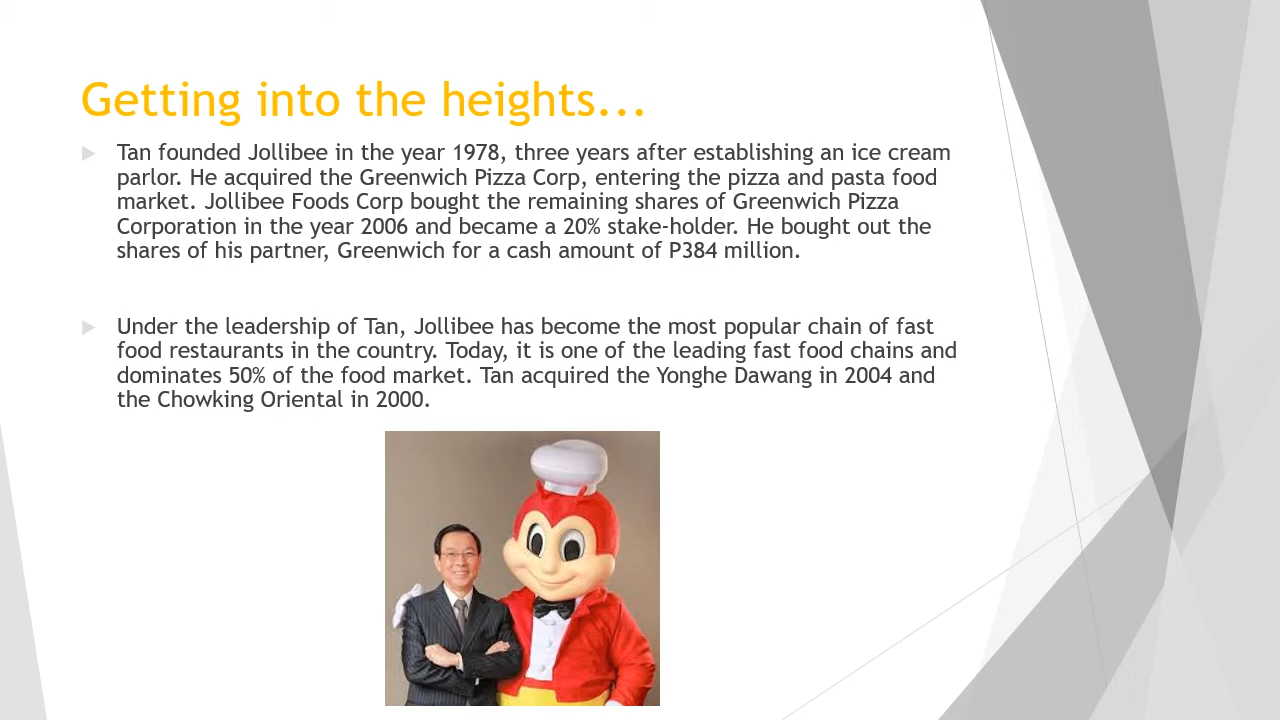 Getting into the heights...
Tan founded Jollibee in the year 1978, three years after establishing an ice cream
parlor. He acquired the Greenwich Pizza Corp, entering the pizza and pasta food
market. Jollibee Foods Corp bought the remaining shares of Greenwich Pizza
Corporation in the year 2006 and became a 20% stake-holder. He bought out the
shares of his partner, Greenwich for a cash amount of P384 million.
Under the leadership of Tan, Jollibee has become the most popular chain of fast
food restaurants in the country. Today, it is one of the leading fast food chains and
dominates 50% of the food market. Tan acquired the Yonghe Dawang in 2004 and
the Chowking Oriental in 2000.